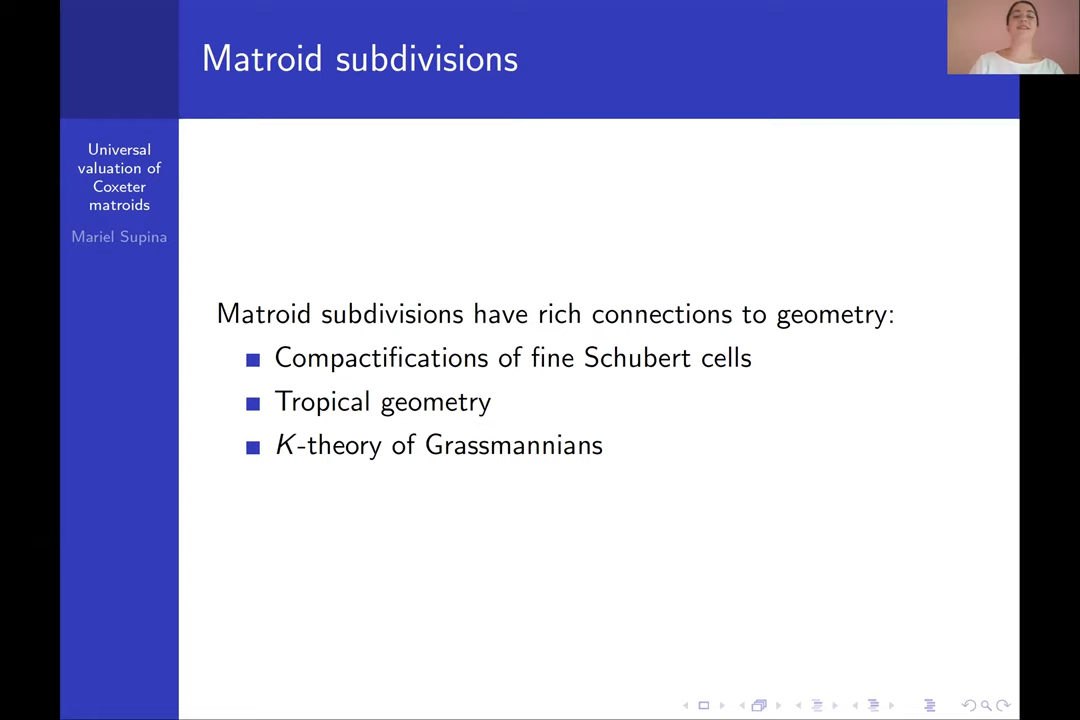 Matroid subdivisions
Universal
valuation of
Coxeter
matroids
Mariel Supina
Matroid subdivisions have rich connections to geometry:
Compactifications of fine Schubert cells
Tropical geometry
K-theory of Grassmannians